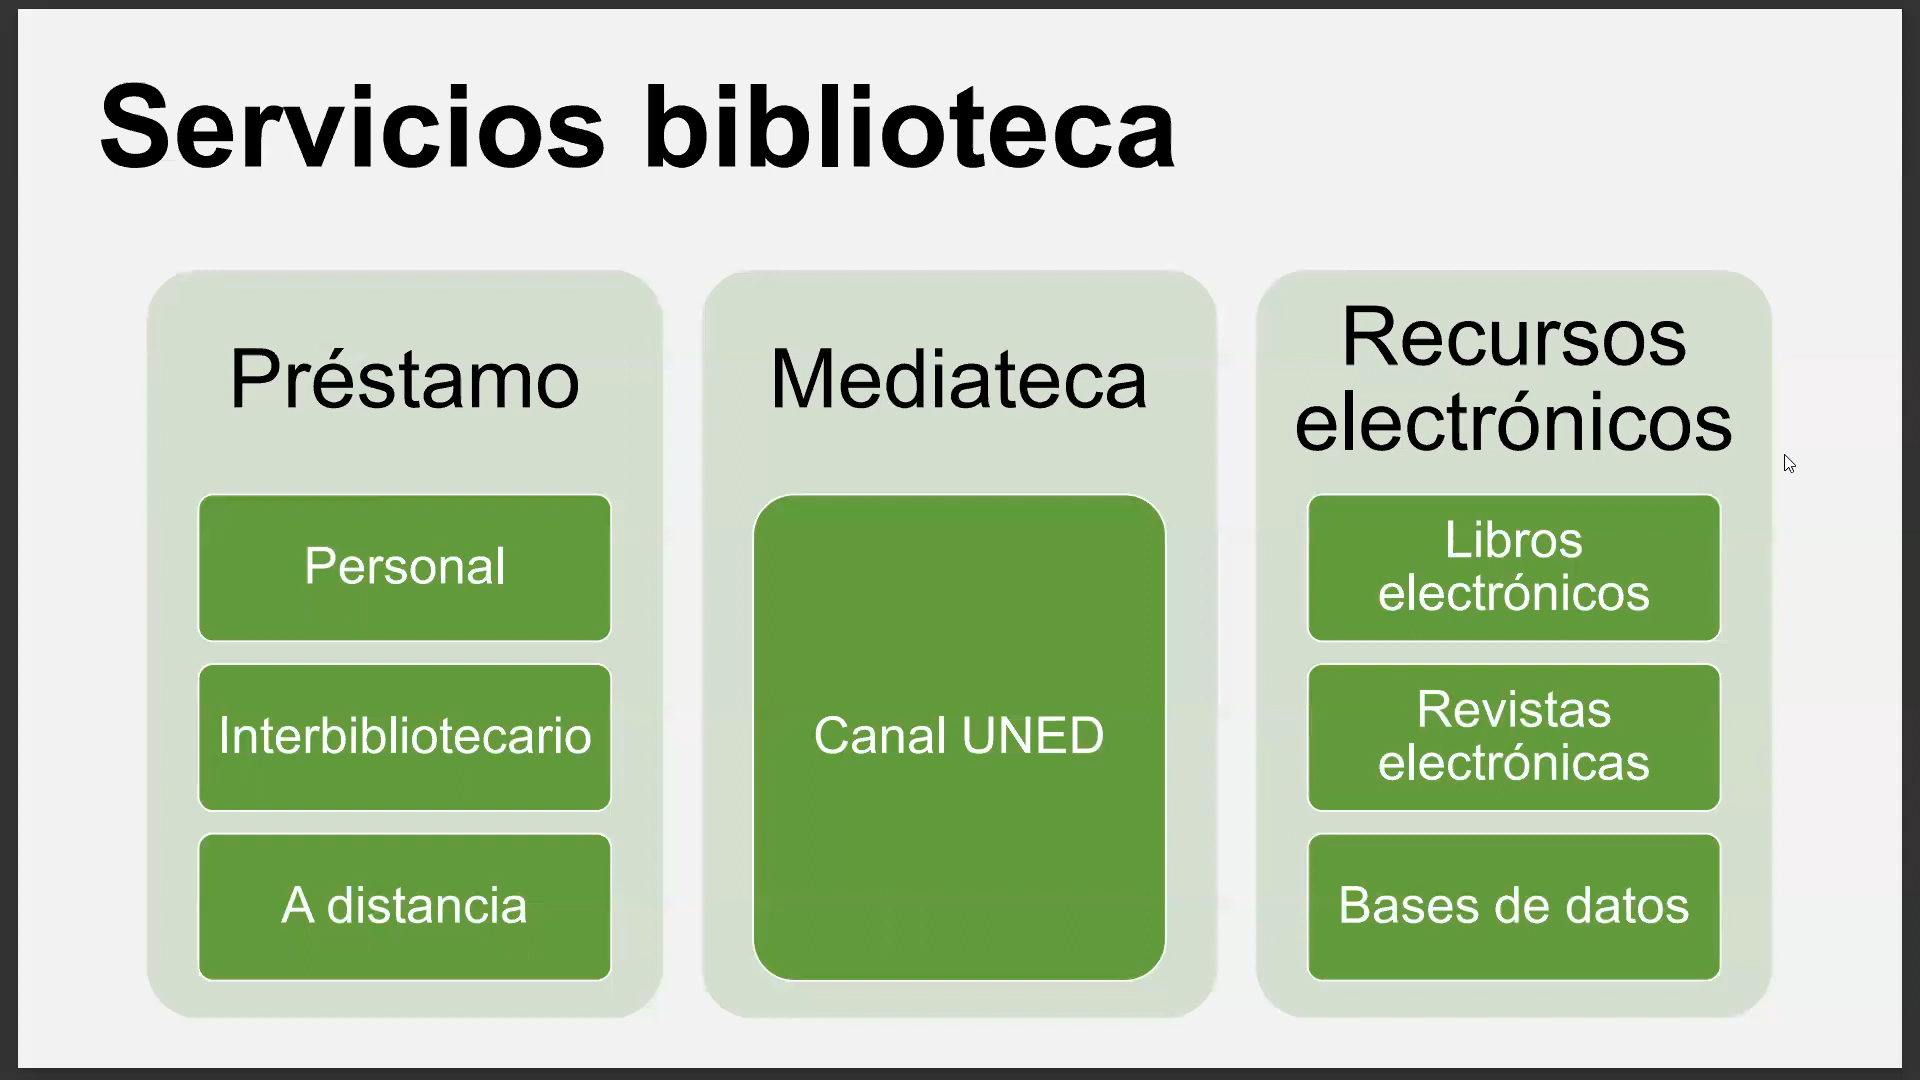 Servicios biblioteca
Préstamo
Personal
Interbibliotecario
A distancia
Mediateca
Canal UNED
Recursos
electrónicos
Libros
electrónicos
Revistas
electrónicas
Bases de datos